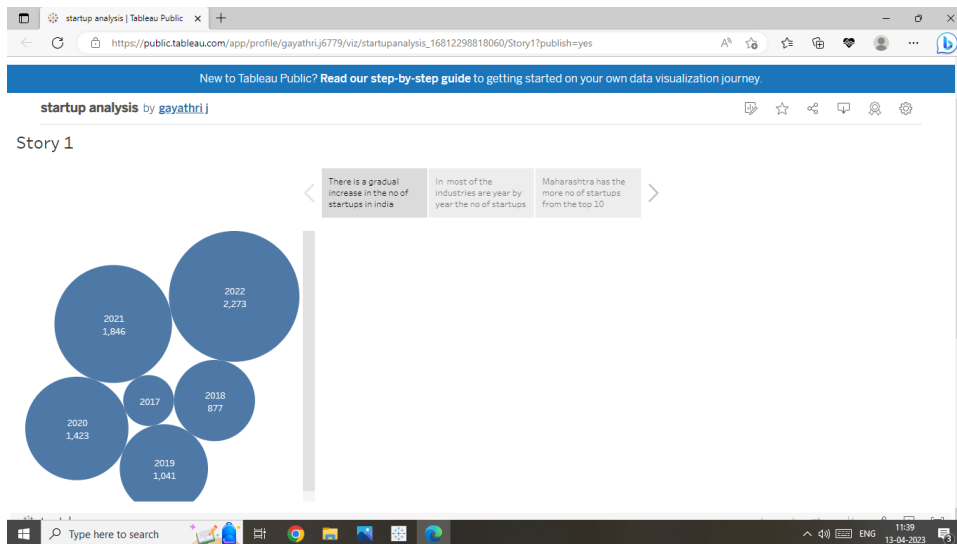 startup analysis | Tableau Public
https://public.tableau.com/app/profile/gayathri.j6779/viz/startupanalysis_16812298818060/Story1?publish=yes
New to Tableau Public? Read our step-by-step guide to getting started on your own data visualization journey.
startup analysis by gayathri j
Story 1
There is a gradual
increase in the no of
startups in india
In most of the
industries are year by
year the no of startups
Maharashtra has the
more no of startups
from the top 10
2022
2,273
2021
1,846
2017
2018
877
2020
1,423
2019
1,041
Type here to search
ENG
11:39
13-04-2023
3